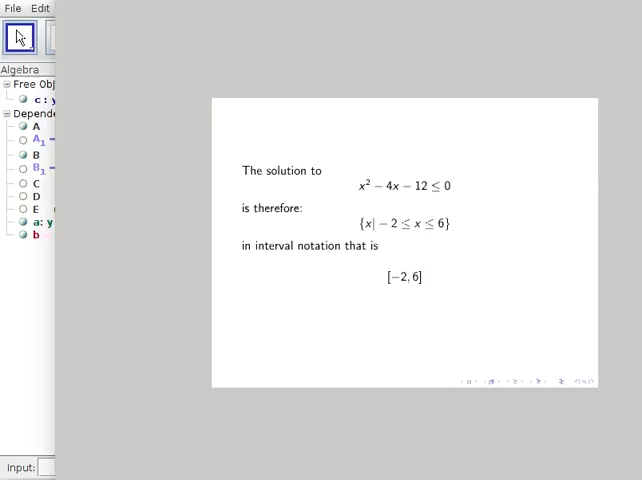 File Edit
Algebra
Free Obj
c : y
Depende
A
A₁
B
B₁
C
D
E
a: y
b
Input:
The solution to
x² − 4x − 12 ≤ 0
is therefore:
{x| − 2 ≤ x ≤ 6}
in interval notation that is
[−2, 6]